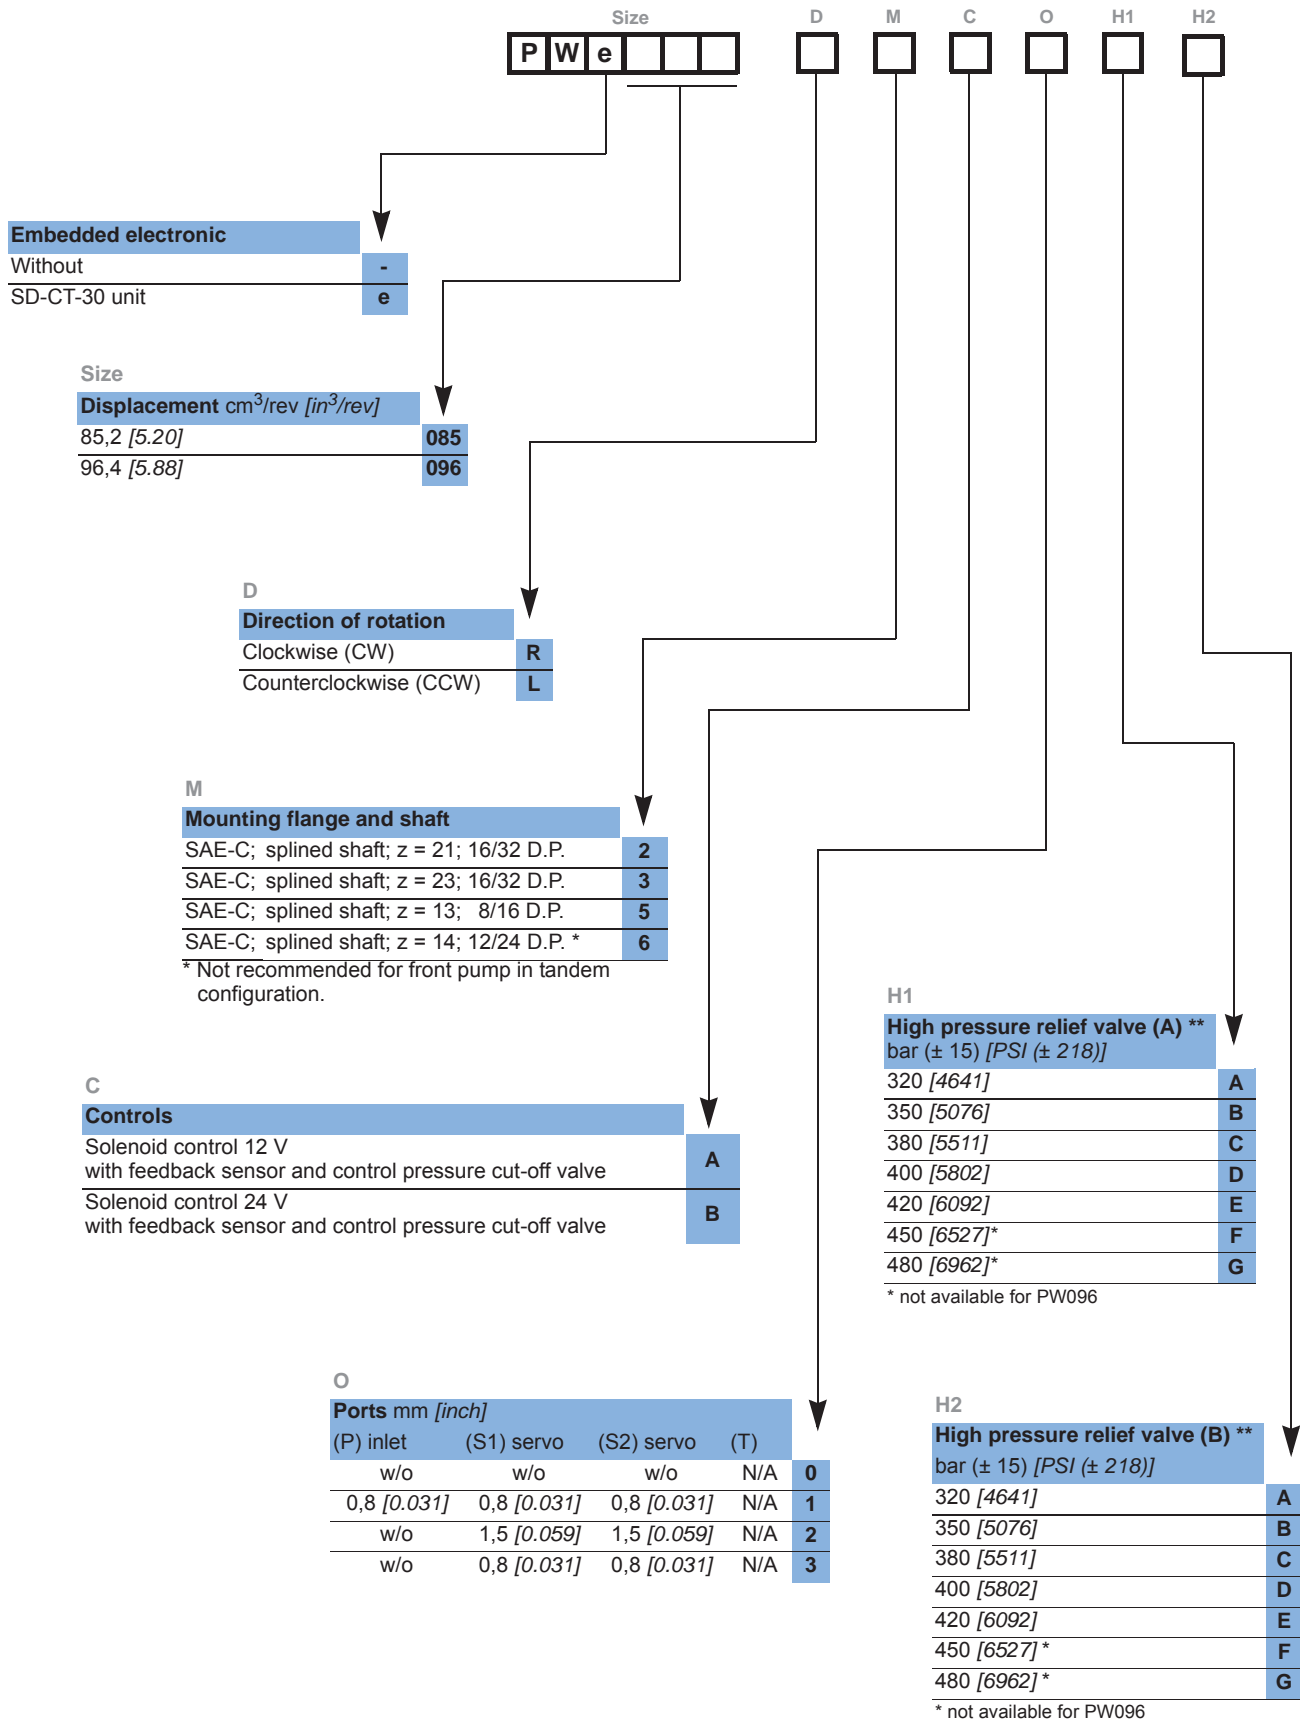 Size D M C O H1 H2
P W e
Embedded electronic
Without -
SD-CT-30 unit e
Size
Displacement cm³/rev [in³/rev]
85,2 [5.20] 085
96,4 [5.88] 096
D
Direction of rotation
Clockwise (CW) R
Counterclockwise (CCW) L
M
Mounting flange and shaft
SAE-C; splined shaft; z = 21; 16/32 D.P. 2
SAE-C; splined shaft; z = 23; 16/32 D.P. 3
SAE-C; splined shaft; z = 13; 8/16 D.P. 5
SAE-C; splined shaft; z = 14; 12/24 D.P. * 6
* Not recommended for front pump in tandem
configuration.
C
Controls
Solenoid control 12 V
with feedback sensor and control pressure cut-off valve A
Solenoid control 24 V
with feedback sensor and control pressure cut-off valve B
H1
High pressure relief valve (A) **
bar (± 15) [PSI (± 218)]
320 [4641] A
350 [5076] B
380 [5511] C
400 [5802] D
420 [6092] E
450 [6527]* F
480 [6962]* G
* not available for PW096
O
Ports mm [inch]
(P) inlet (S1) servo (S2) servo (T)
w/o w/o w/o N/A 0
0,8 [0.031] 0,8 [0.031] 0,8 [0.031] N/A 1
w/o 1,5 [0.059] 1,5 [0.059] N/A 2
w/o 0,8 [0.031] 0,8 [0.031] N/A 3
H2
High pressure relief valve (B) **
bar (± 15) [PSI (± 218)]
320 [4641] A
350 [5076] B
380 [5511] C
400 [5802] D
420 [6092] E
450 [6527] * F
480 [6962] * G
* not available for PW096